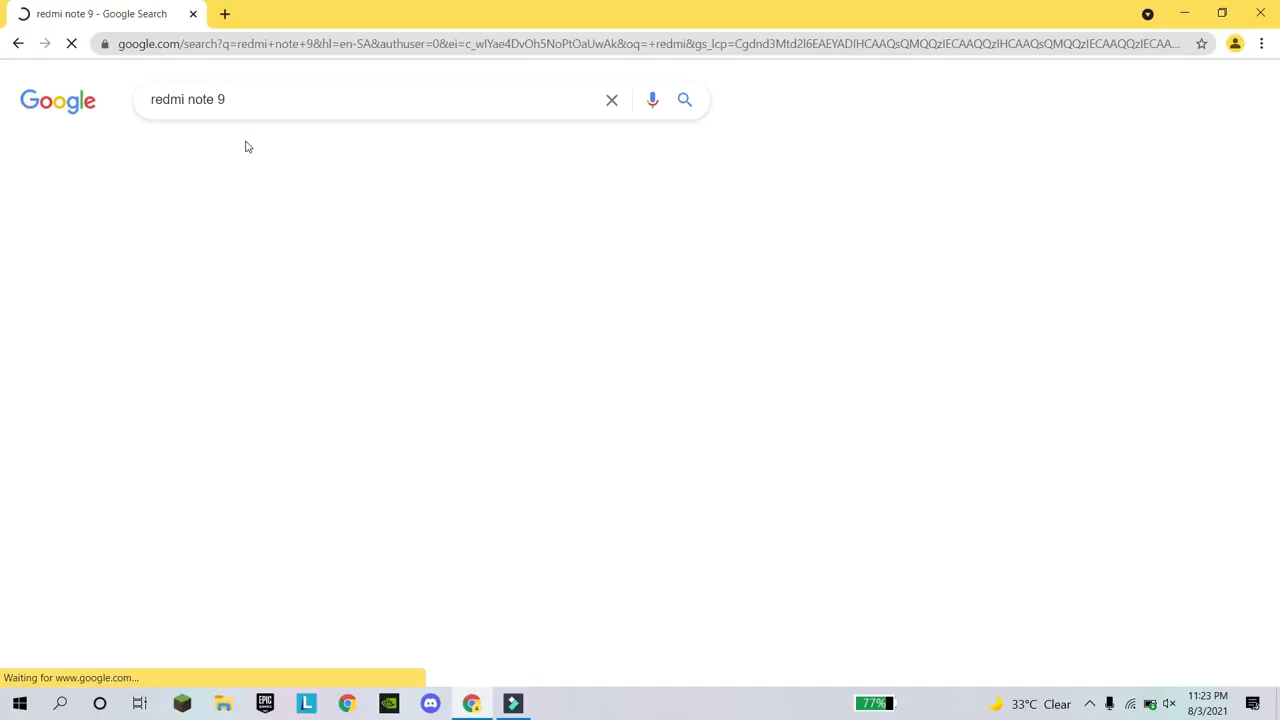 redmi note 9 - Google Search
google.com/search?q=redmi+note+9&hl=en-SA&authuser=0&ei=c_wIYae4DvOh5NoPtOaUwAk&oq=+redmi&gs_lcp=Cgdnd3Mtd2l6EAEYADIHCAAQsQMQQzIECAAQQzIHCAAQsQMQQzIECAAQQzIECAA...
Google
redmi note 9
Waiting for www.google.com...
EPIC GAMES
L
77%
33°C Clear
11:23 PM
8/3/2021